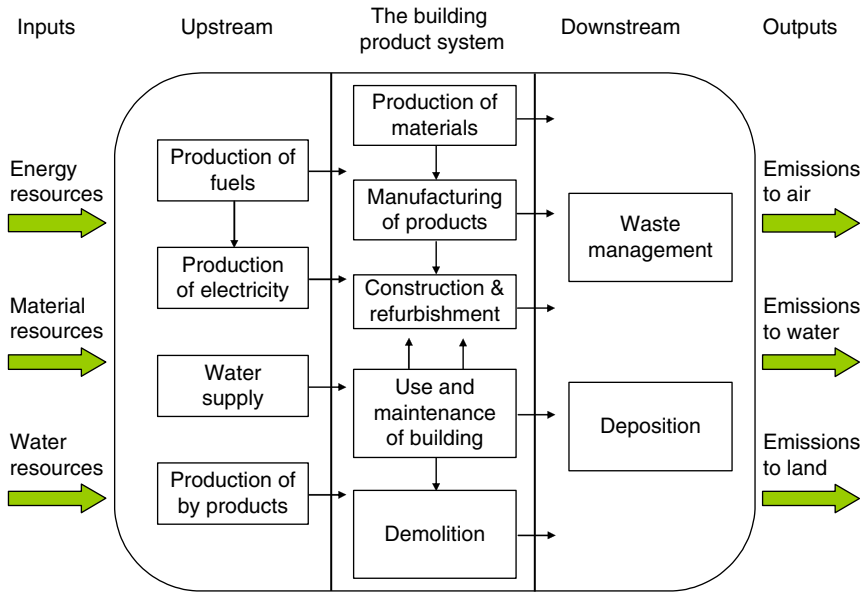 Inputs
Upstream
The building
product system
Downstream
Outputs
Energy
resources
Material
resources
Water
resources
Production of
fuels
Production
of electricity
Water
supply
Production of
by products
Production of
materials
Manufacturing
of products
Construction &
refurbishment
Use and
maintenance
of building
Demolition
Waste
management
Deposition
Emissions
to air
Emissions
to water
Emissions
to land